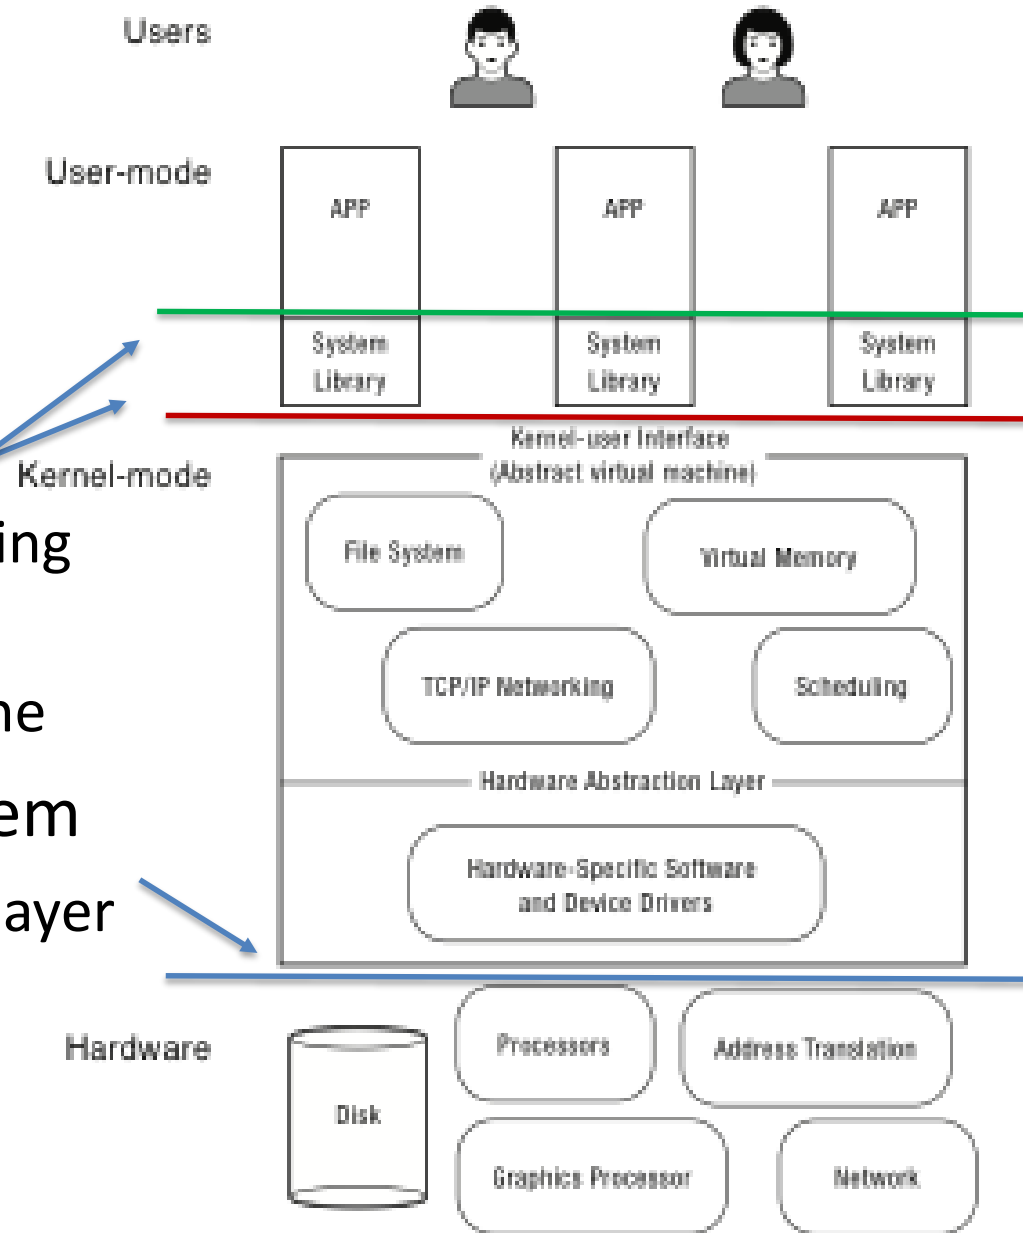 Users
User-mode
APP
APP
APP
System
Library
System
Library
System
Library
Kernel-user Interface
(Abstract virtual machine)
Kernel-mode
ing
File System
Virtual Memory
TCP/IP Networking
Scheduling
ne
Hardware Abstraction Layer
em
Hardware-Specific Software
and Device Drivers
ayer
Hardware
Processors
Address Translation
Disk
Graphics Processor
Network